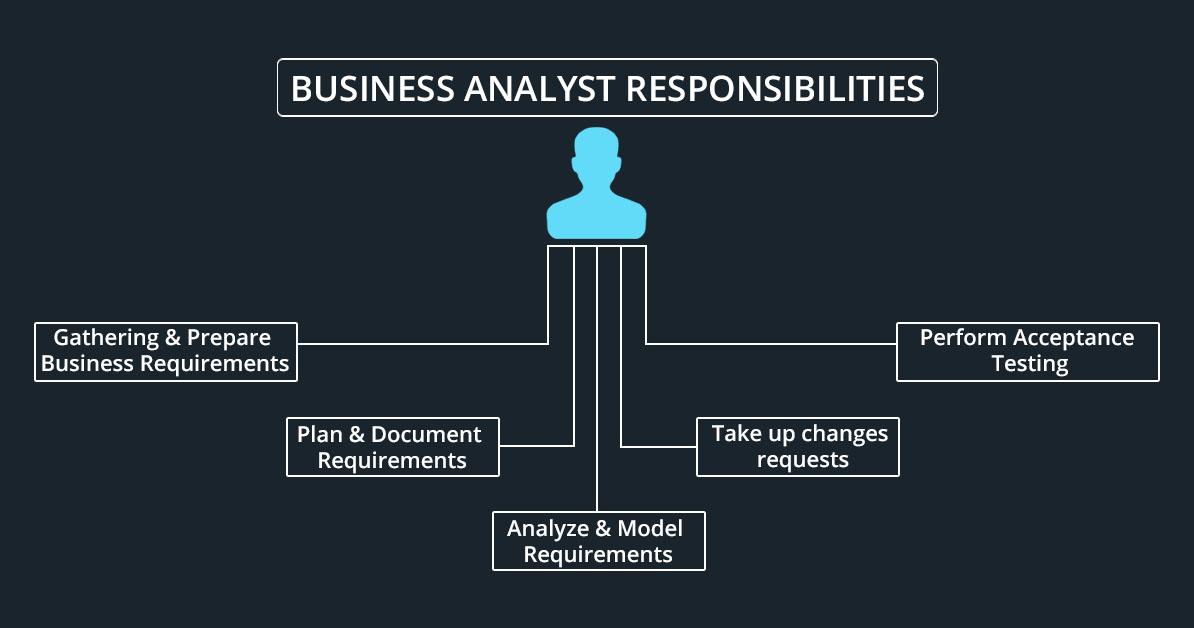 BUSINESS ANALYST RESPONSIBILITIES
Gathering & Prepare
Business Requirements
Plan & Document
Requirements
Analyze & Model
Requirements
Take up changes
requests
Perform Acceptance
Testing